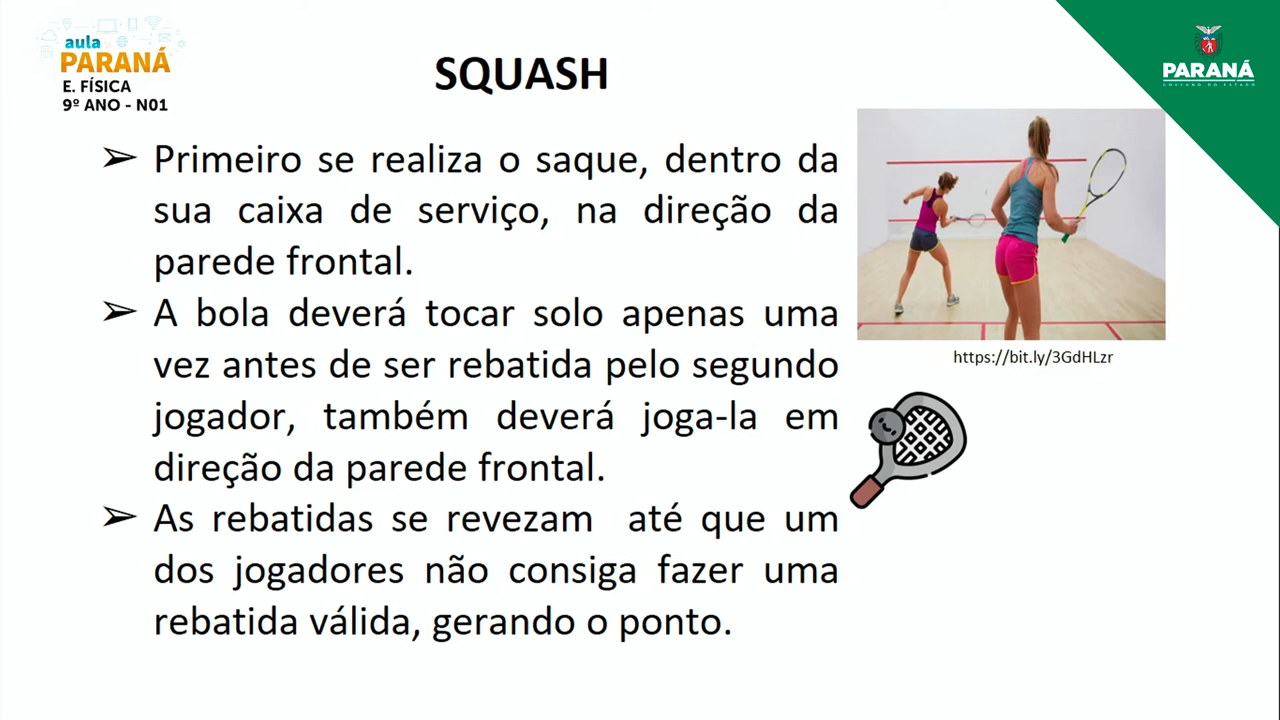 aula
PARANÁ
E. FÍSICA
9º ANO - N01
SQUASH
PARANÁ
GOVERNO DO ESTADO
➢ Primeiro se realiza o saque, dentro da
sua caixa de serviço, na direção da
parede frontal.
➢ A bola deverá tocar solo apenas uma
vez antes de ser rebatida pelo segundo
jogador, também deverá joga-la em
direção da parede frontal.
➢ As rebatidas se revezam até que um
dos jogadores não consiga fazer uma
rebatida válida, gerando o ponto.
https://bit.ly/3GdHLzr